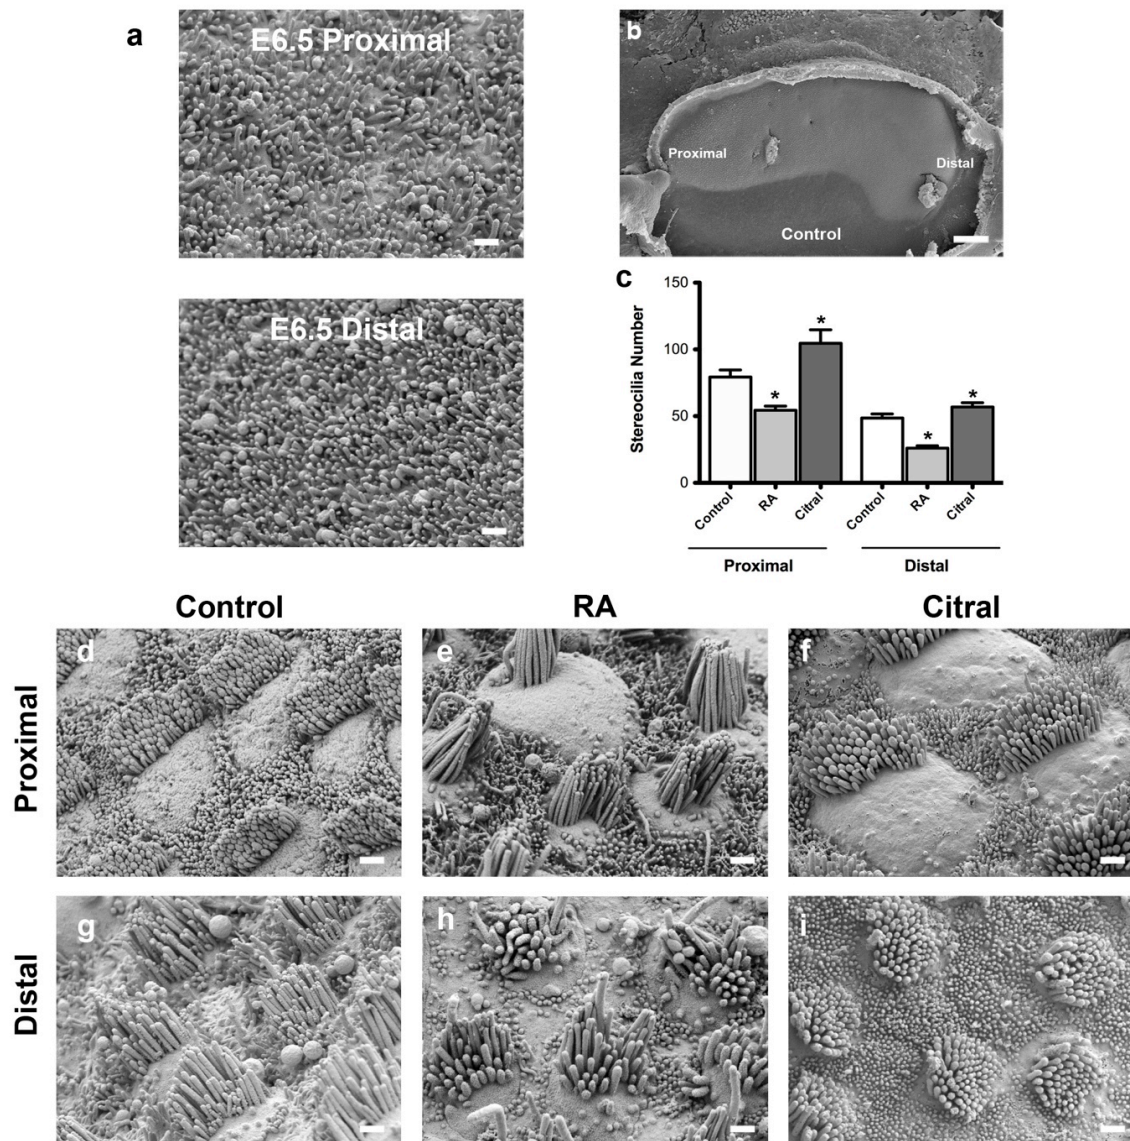 a
E6.5 Proximal
E6.5 Distal
b
Proximal
Distal
Control
c
Stereocilia Number
150
100
50
0
*
*
*
*
Control
RA
Citral
Control
RA
Citral
Proximal
Distal
Control
RA
Citral
Proximal
d
e
f
Distal
g
h
i